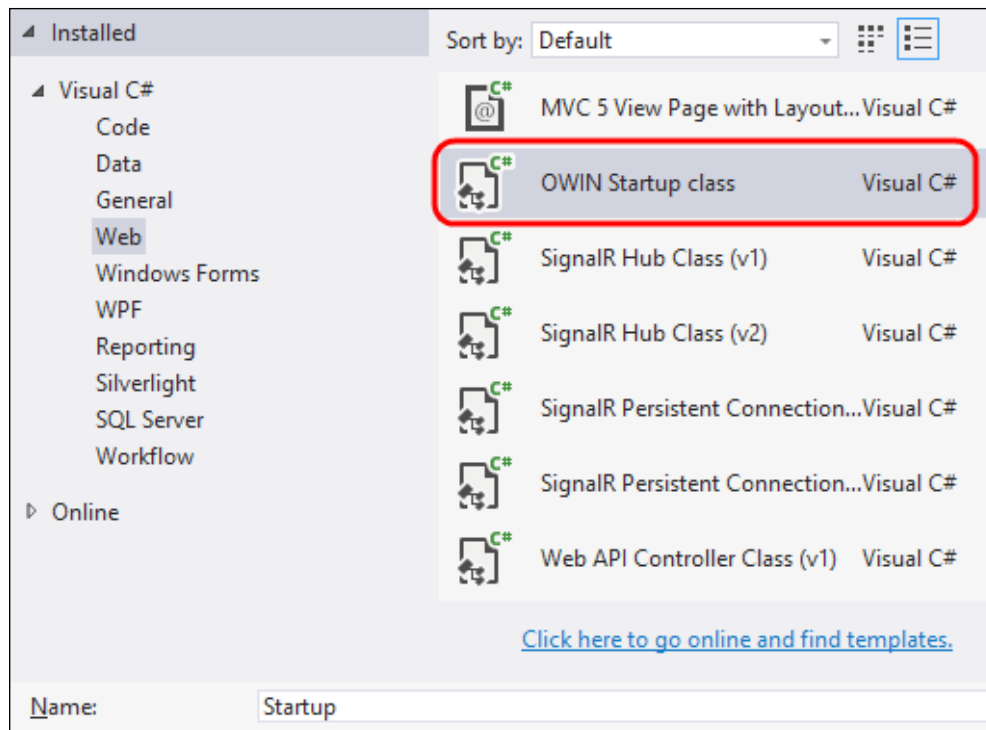 Installed
Visual C#
Code
Data
General
Web
Windows Forms
WPF
Reporting
Silverlight
SQL Server
Workflow
Online
Sort by: Default
C#
@
MVC 5 View Page with Layout... Visual C#
C#
OWIN Startup class Visual C#
C#
SignalR Hub Class (v1) Visual C#
C#
SignalR Hub Class (v2) Visual C#
C#
SignalR Persistent Connection... Visual C#
C#
SignalR Persistent Connection... Visual C#
C#
Web API Controller Class (v1) Visual C#
Click here to go online and find templates.
Name: Startup